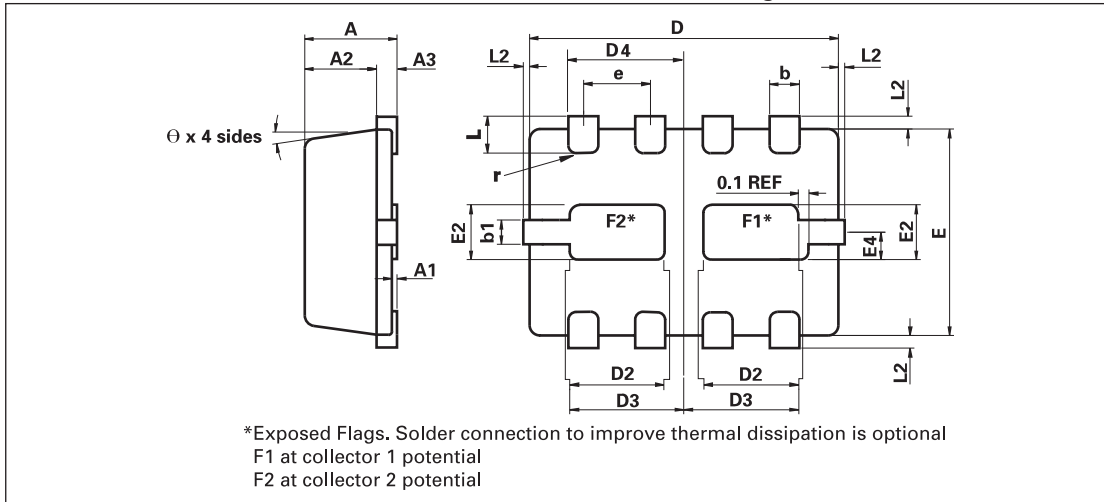 A
D
L2
D4
A2
A3
e
b
L2
L2
Θ x 4 sides
L
r
0.1 REF
E2
b1
F2*
F1*
E4
E2
E
A1
D2
D2
L2
D3
D3
*Exposed Flags. Solder connection to improve thermal dissipation is optional
F1 at collector 1 potential
F2 at collector 2 potential